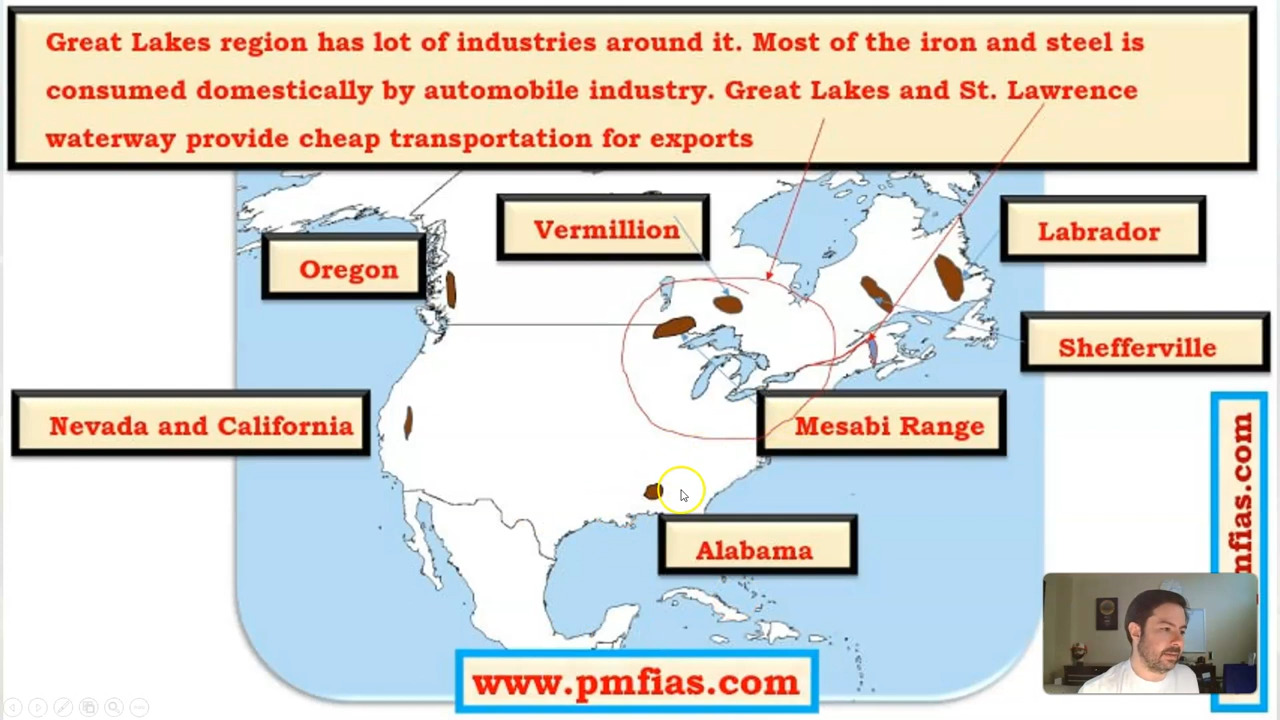 Great Lakes region has lot of industries around it. Most of the iron and steel is
consumed domestically by automobile industry. Great Lakes and St. Lawrence
waterway provide cheap transportation for exports
Vermillion
Labrador
Oregon
Shefferville
Nevada and California
Mesabi Range
Alabama
mfias.com
www.pmfias.com